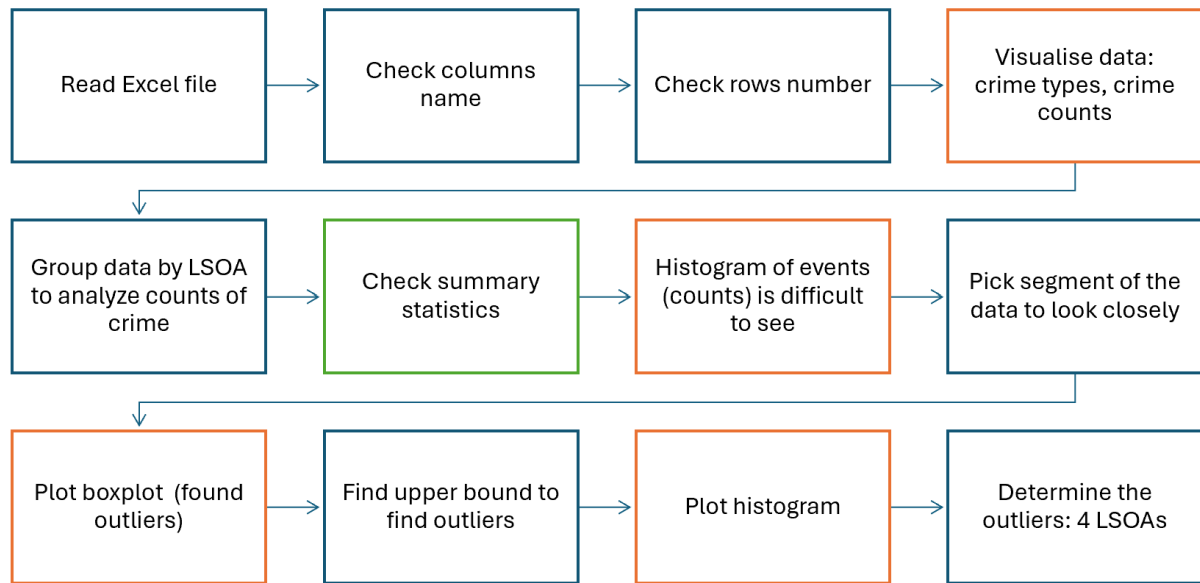 Read Excel file
Check columns
name
Check rows number
Visualise data:
crime types, crime
counts
Group data by LSOA
to analyze counts of
crime
Check summary
statistics
Histogram of events
(counts) is difficult
to see
Pick segment of the
data to look closely
Plot boxplot (found
outliers)
Find upper bound to
find outliers
Plot histogram
Determine the
outliers: 4 LSOAs